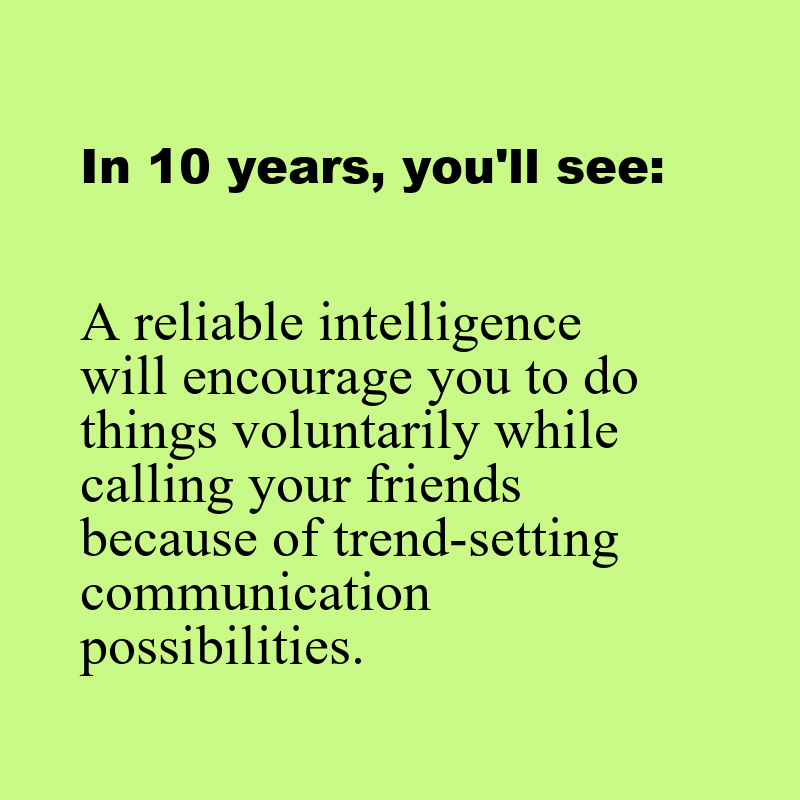 In 10 years, you'll see:
A reliable intelligence
will encourage you to do
things voluntarily while
calling your friends
because of trend-setting
communication
possibilities.